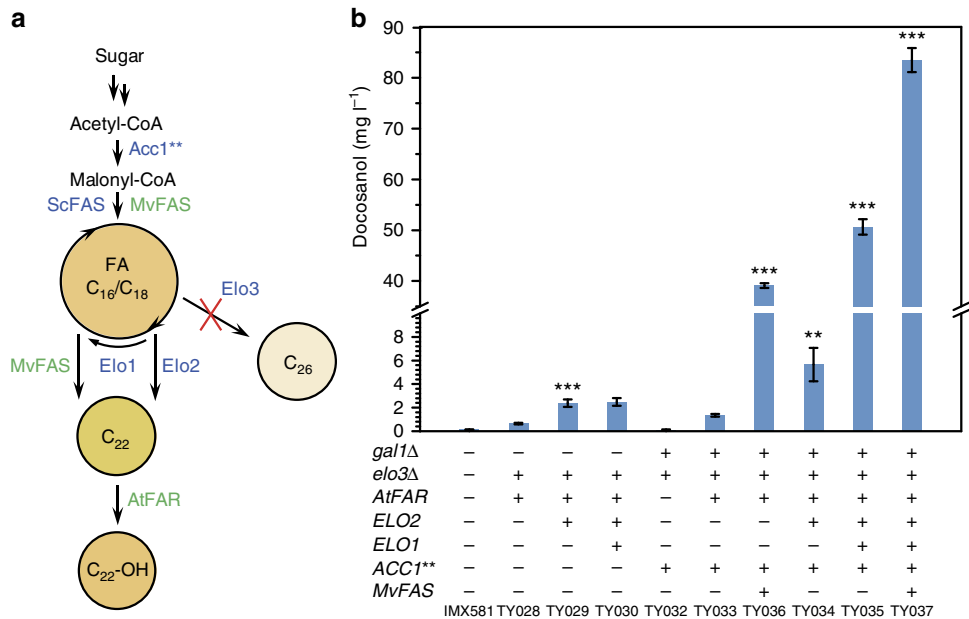 a
Sugar
Acetyl-CoA
Acc1**
Malonyl-CoA
ScFAS MvFAS
FA
C16/C18
Elo3
C26
MvFAS Elo1 Elo2
C22
AtFAR
C22-OH
b
Docosanol (mg l−1)
90
80
70
60
50
40
8
6
4
2
0
***
***
**
***
***
gal1Δ – – – – + + + + + +
elo3Δ – + + + + + + + + +
AtFAR – + + + – + + + + +
ELO2 – – + + – – – + + +
ELO1 – – – + – – – – + +
ACC1** – – – – + + + + + +
MvFAS – – – – – – + – – +
IMX581 TY028 TY029 TY030 TY032 TY033 TY036 TY034 TY035 TY037